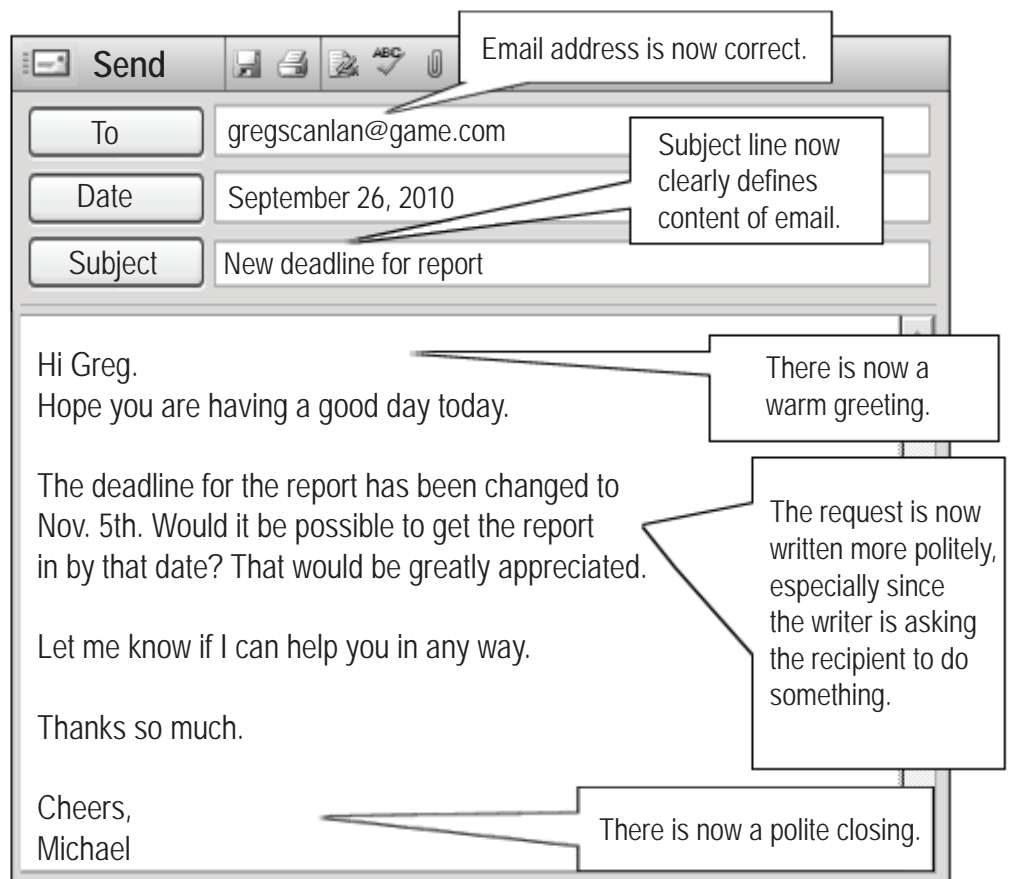 Email address is now correct.
Send
ABC
To
gregscanlan@game.com
Subject line now
clearly defines
content of email.
Date
September 26, 2010
Subject
New deadline for report
Hi Greg.
Hope you are having a good day today.
There is now a
warm greeting.
The deadline for the report has been changed to
Nov. 5th. Would it be possible to get the report
in by that date? That would be greatly appreciated.
The request is now
written more politely,
especially since
the writer is asking
the recipient to do
something.
Let me know if I can help you in any way.
Thanks so much.
Cheers,
Michael
There is now a polite closing.